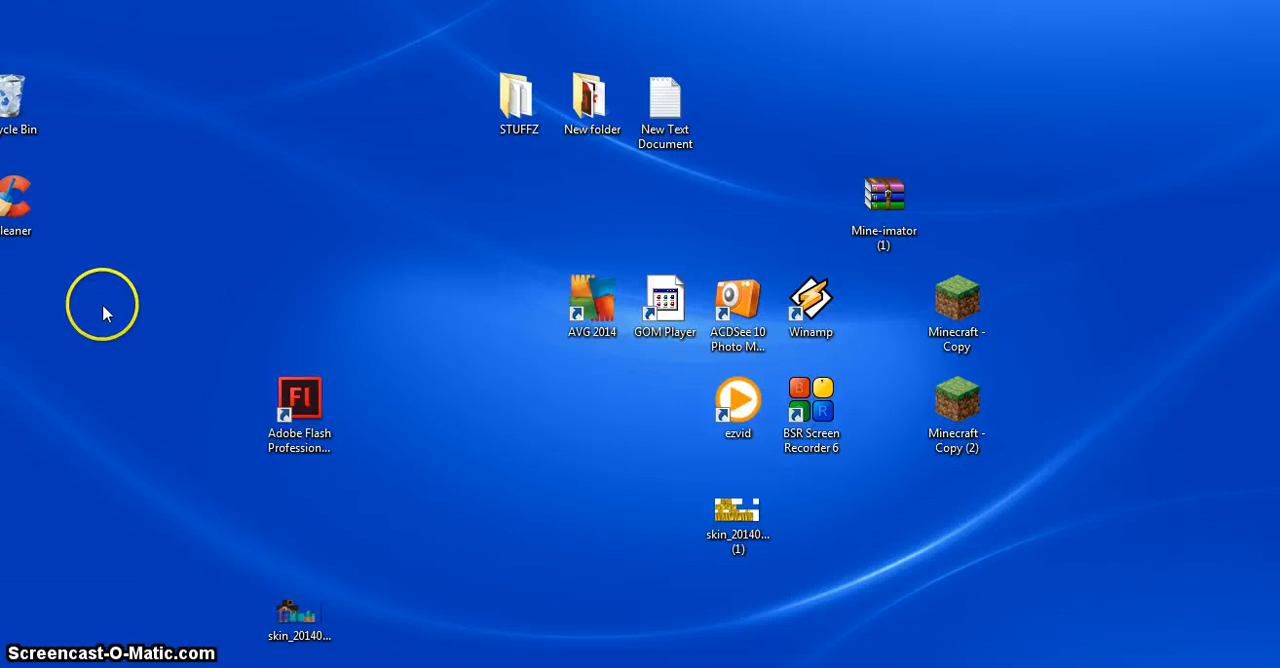 ycle Bin
STUFFZ
New folder
New Text
Document
leaner
Mine-imator
(1)
AVG 2014
GOM Player
ACDSee 10
Photo M...
Winamp
Minecraft -
Copy
Fl
Adobe Flash
Profession...
ezvid
B
R
BSR Screen
Recorder 6
Minecraft -
Copy (2)
skin_20140...
(1)
skin_20140...
Screencast-O-Matic.com